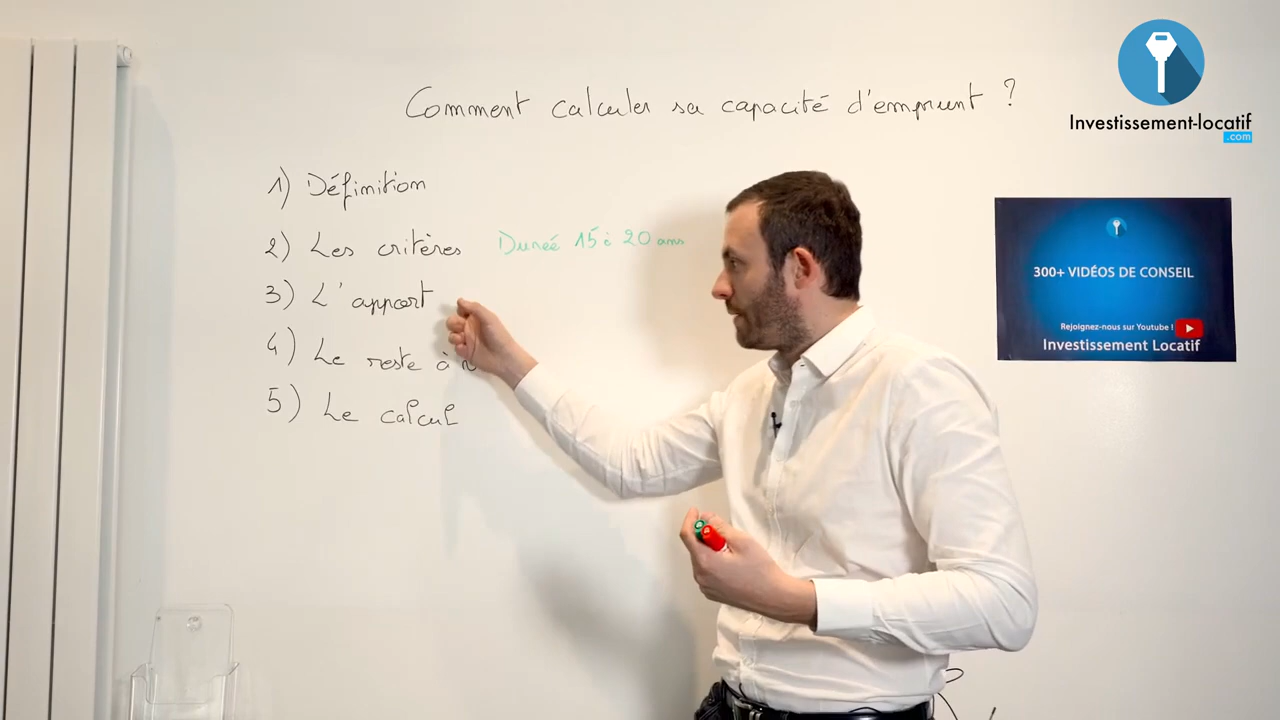 Comment calculer sa capacité d'emprunt ?
Investissement-locatif
.com
1) Définition
2) Les critères Dureé 15 à 20 ans
3) L'apport
4) Le reste à
5) Le calcul
300+ VIDÉOS DE CONSEIL
Rejoignez-nous sur Youtube !
Investissement Locatif